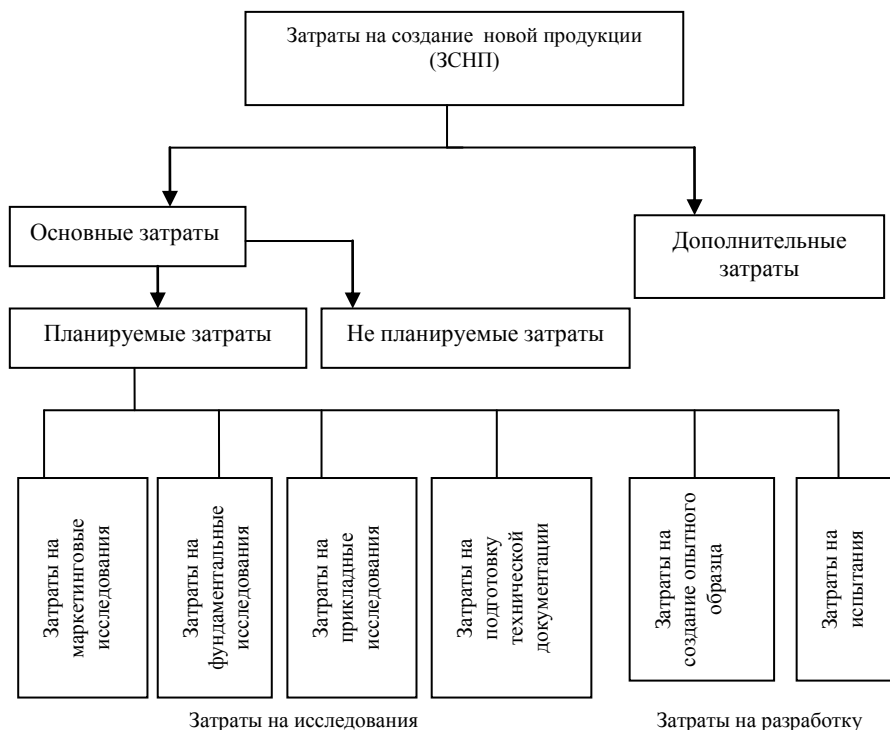 Затраты на создание новой продукции
(ЗСНП)
Основные затраты
Дополнительные
затраты
Планируемые затраты
Не планируемые затраты
Затраты на
маркетинговые
исследования
Затраты на
фундаментальные
исследования
Затраты на
прикладные
исследования
Затраты на
подготовку
технической
документации
Затраты на
создание опытного
образца
Затраты на
испытания
Затраты на исследования
Затраты на разработку